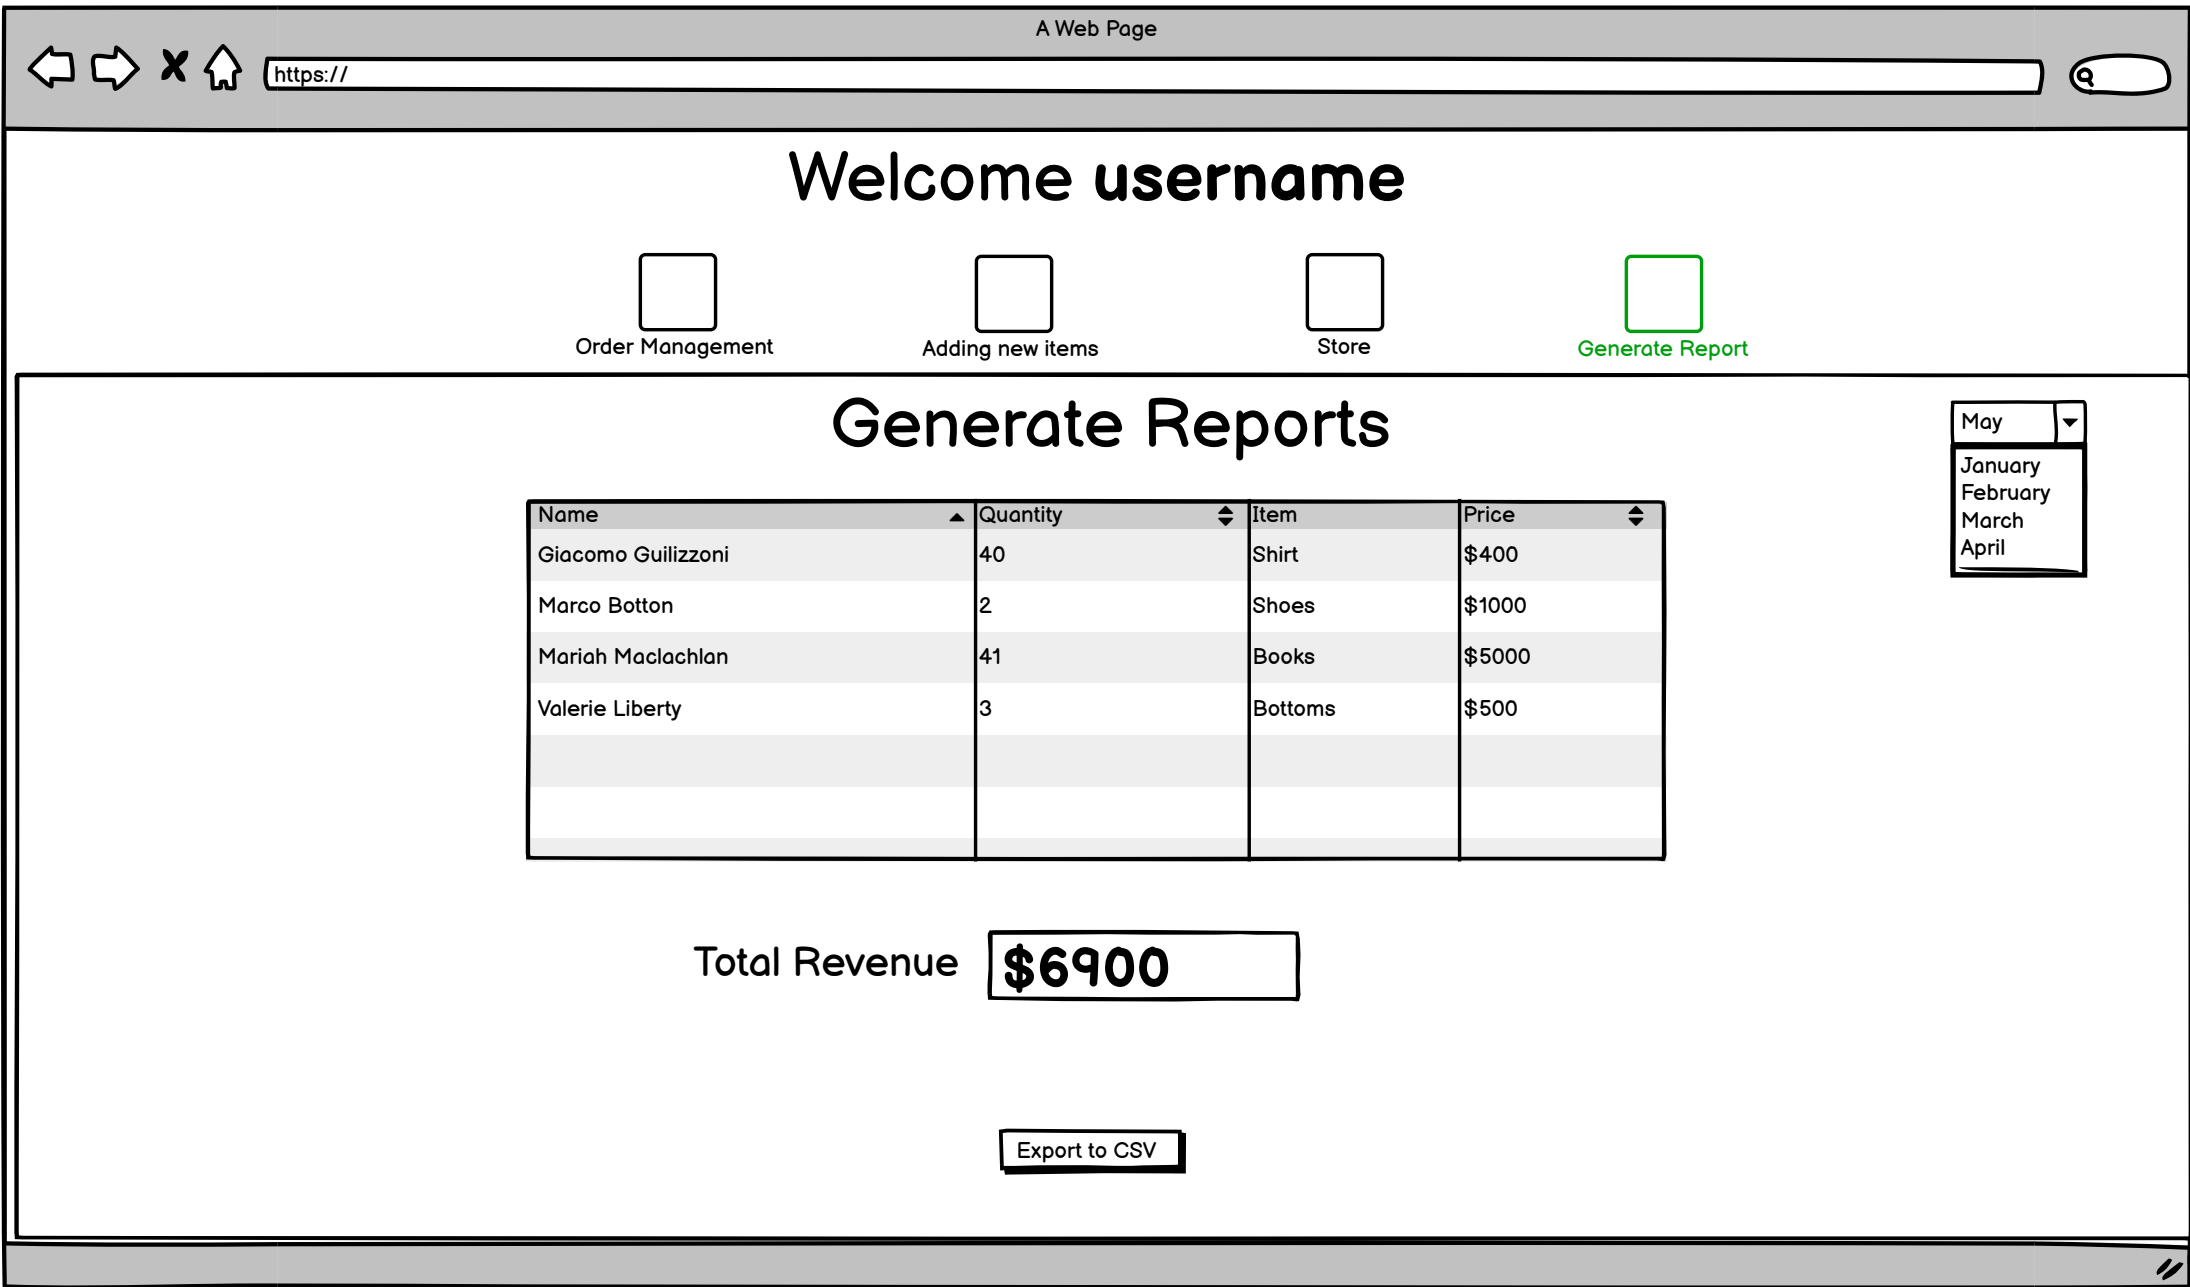 A Web Page
https://
Welcome username
Order Management
Adding new items
Store
Generate Report
Generate Reports
May
January
February
March
April
Name Quantity Item Price
Giacomo Guilizzoni 40 Shirt $400
Marco Botton 2 Shoes $1000
Mariah Maclachlan 41 Books $5000
Valerie Liberty 3 Bottoms $500
Total Revenue $6900
Export to CSV